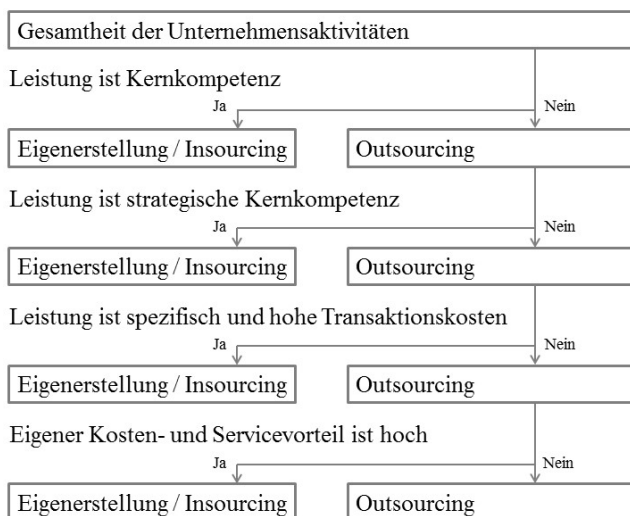 Gesamtheit der Unternehmensaktivitäten
Leistung ist Kernkompetenz
Ja
Nein
Eigenerstellung / Insourcing
Outsourcing
Leistung ist strategische Kernkompetenz
Ja
Nein
Eigenerstellung / Insourcing
Outsourcing
Leistung ist spezifisch und hohe Transaktionskosten
Ja
Nein
Eigenerstellung / Insourcing
Outsourcing
Eigener Kosten- und Servicevorteil ist hoch
Ja
Nein
Eigenerstellung / Insourcing
Outsourcing